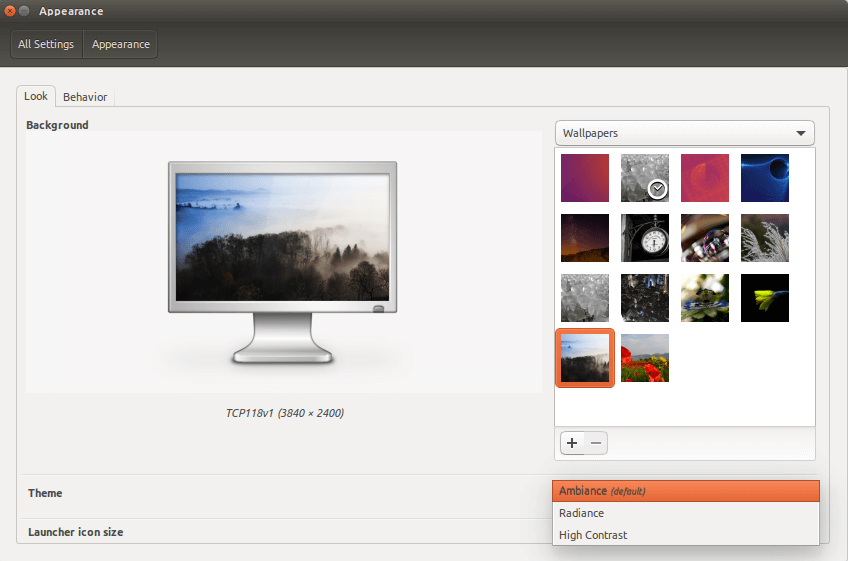 Appearance
All Settings
Appearance
Look
Behavior
Background
Wallpapers
TCP118v1 (3840 × 2400)
Theme
Ambiance (default)
Radiance
High Contrast
Launcher icon size